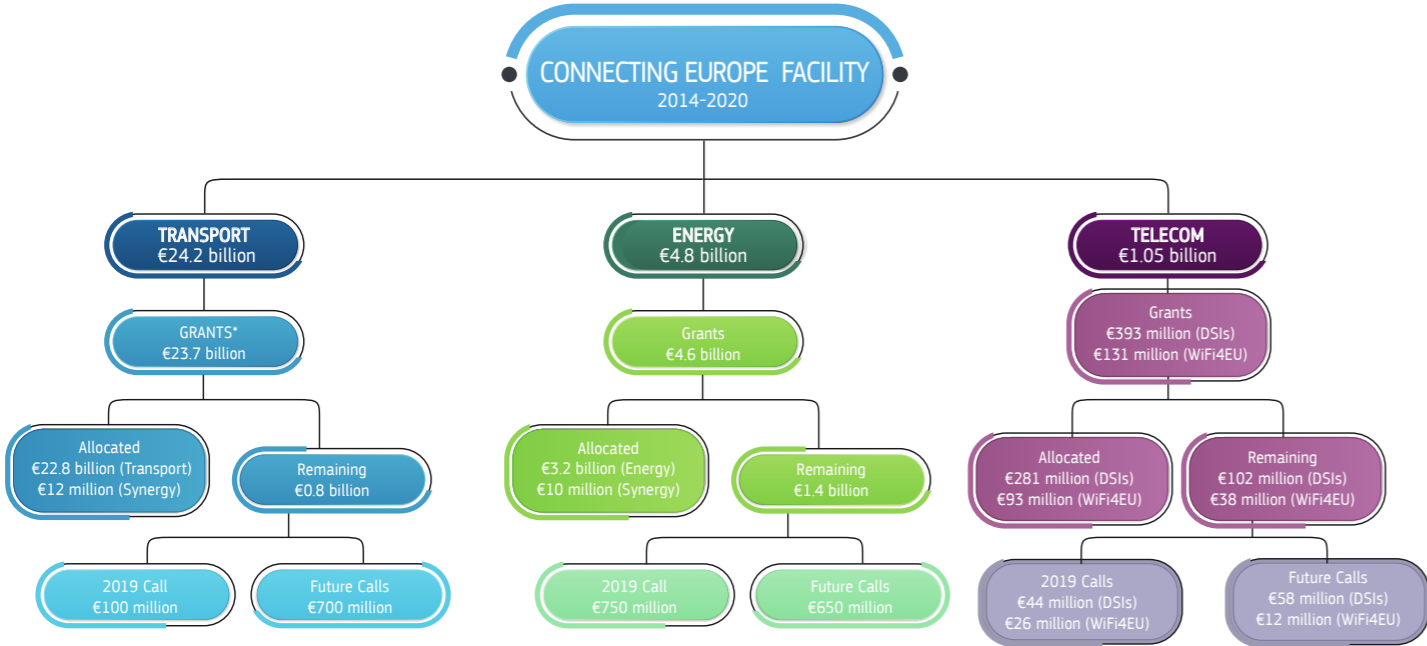 CONNECTING EUROPE FACILITY
2014-2020
TRANSPORT
€24.2 billion
ENERGY
€4.8 billion
TELECOM
€1.05 billion
GRANTS*
€23.7 billion
Grants
€4.6 billion
Grants
€393 million (DSIs)
€131 million (WiFi4EU)
Allocated
€22.8 billion (Transport)
€12 million (Synergy)
Remaining
€0.8 billion
Allocated
€3.2 billion (Energy)
€10 million (Synergy)
Remaining
€1.4 billion
Allocated
€281 million (DSIs)
€93 million (WiFi4EU)
Remaining
€102 million (DSIs)
€38 million (WiFi4EU)
2019 Call
€100 million
Future Calls
€700 million
2019 Call
€750 million
Future Calls
€650 million
2019 Calls
€44 million (DSIs)
€26 million (WiFi4EU)
Future Calls
€58 million (DSIs)
€12 million (WiFi4EU)